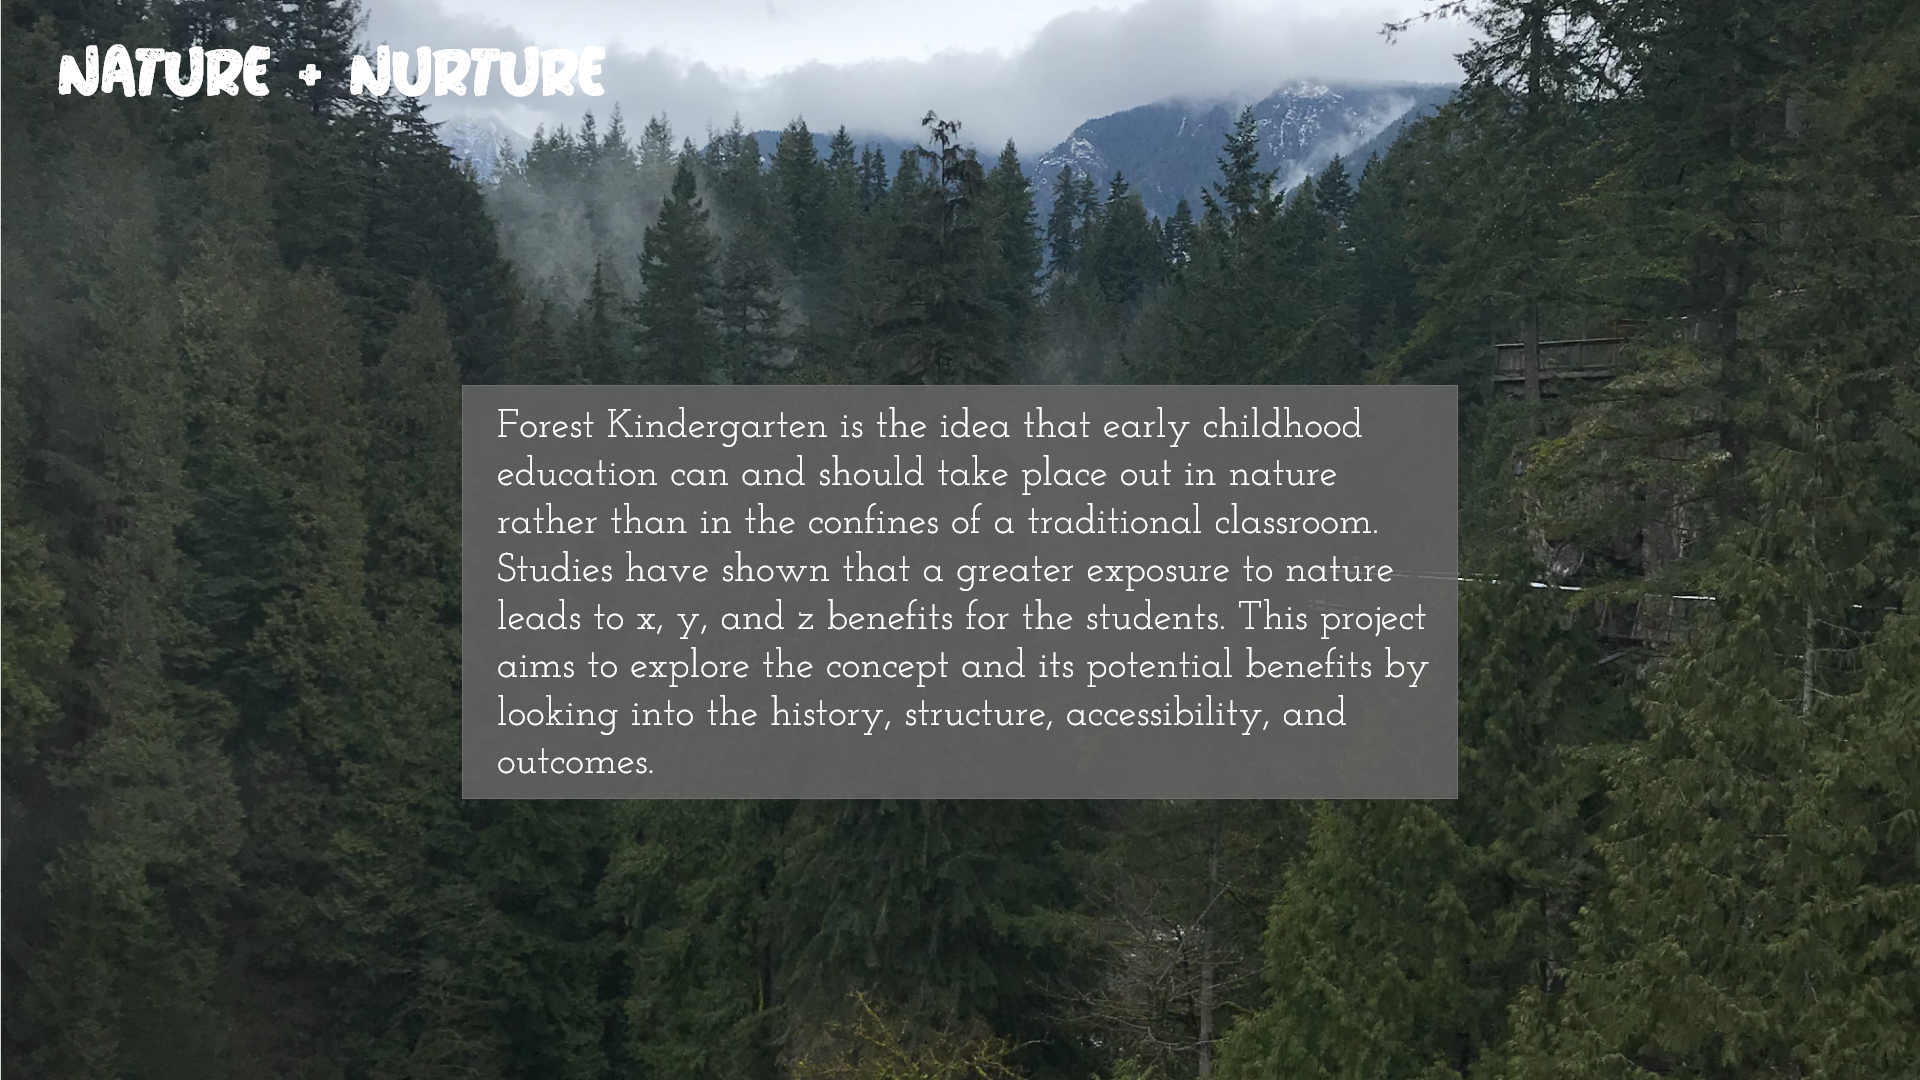 NATURE + NURTURE
Forest Kindergarten is the idea that early childhood
education can and should take place out in nature
rather than in the confines of a traditional classroom.
Studies have shown that a greater exposure to nature
leads to x, y, and z benefits for the students. This project
aims to explore the concept and its potential benefits by
looking into the history, structure, accessibility, and
outcomes.